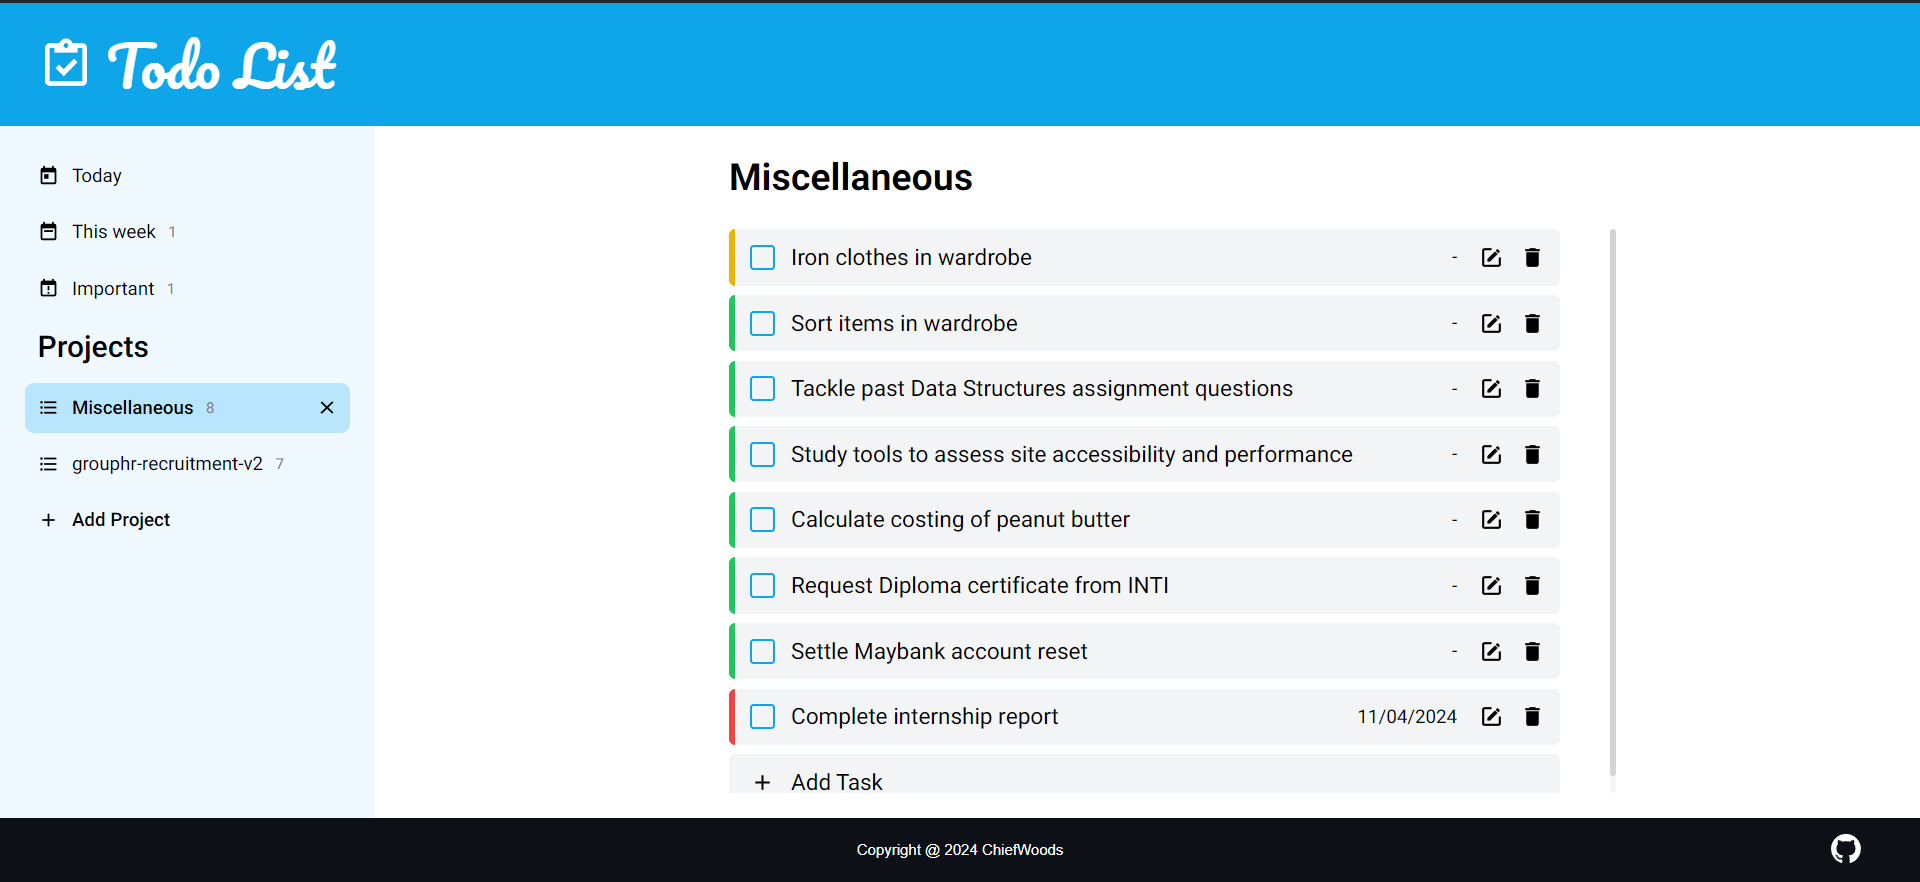 Todo List
Today
This week 1
Important 1
Projects
Miscellaneous 8
grouphr-recruitment-v2 7
Add Project
Miscellaneous
Iron clothes in wardrobe -
Sort items in wardrobe -
Tackle past Data Structures assignment questions -
Study tools to assess site accessibility and performance -
Calculate costing of peanut butter -
Request Diploma certificate from INTI -
Settle Maybank account reset -
Complete internship report 11/04/2024
Add Task
Copyright @ 2024 ChiefWoods